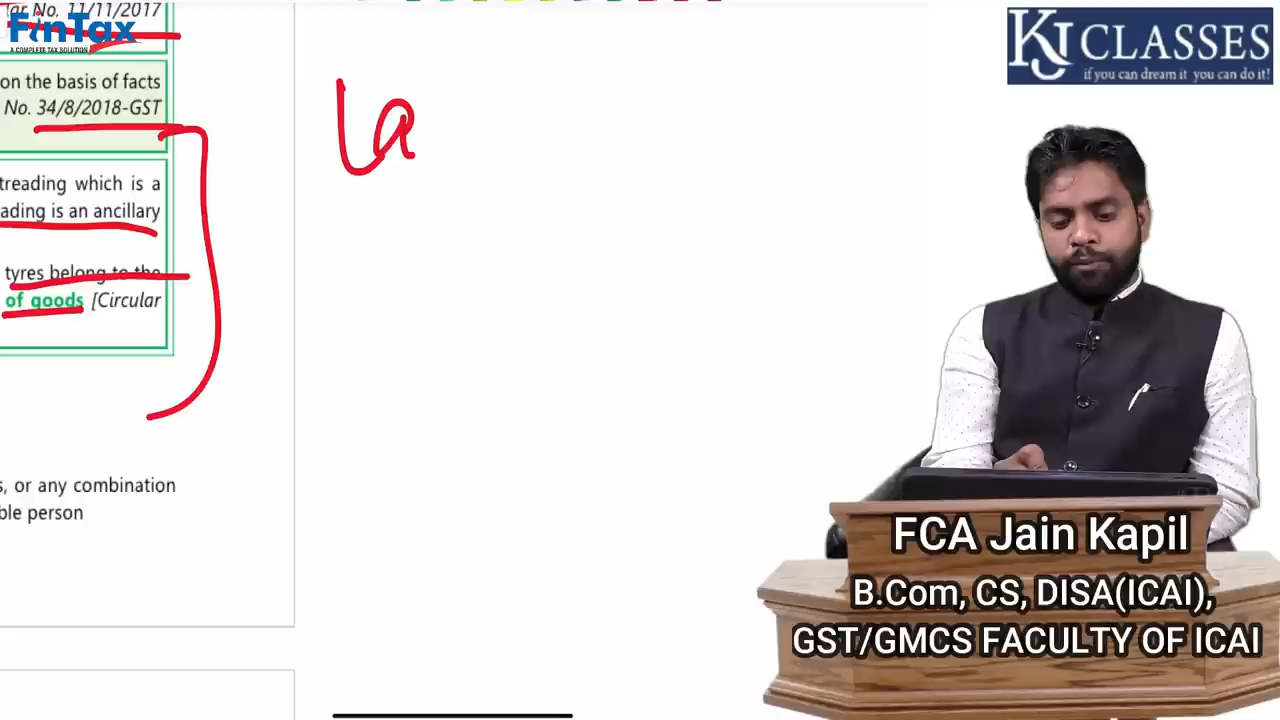 ar No. 11/11/2017
FinTax
A COMPLETE TAX SOLUTION
on the basis of facts
No. 34/8/2018-GST
treading which is a
ading is an ancillary
tyres belong to the
of goods [Circular
s, or any combination
ble person
La
KJ CLASSES
if you can dream it you can do it!
FCA Jain Kapil
B.Com, CS, DISA(ICAI),
GST/GMCS FACULTY OF ICAI